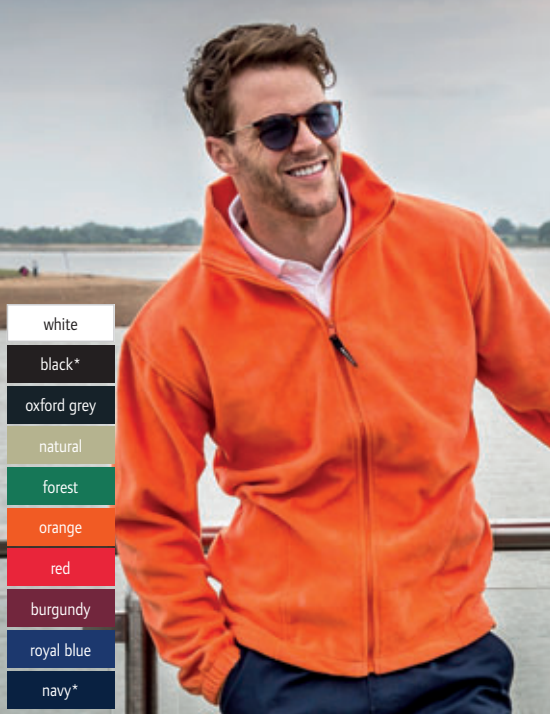 white
black*
oxford grey
natural
forest
orange
red
burgundy
royal blue
navy*